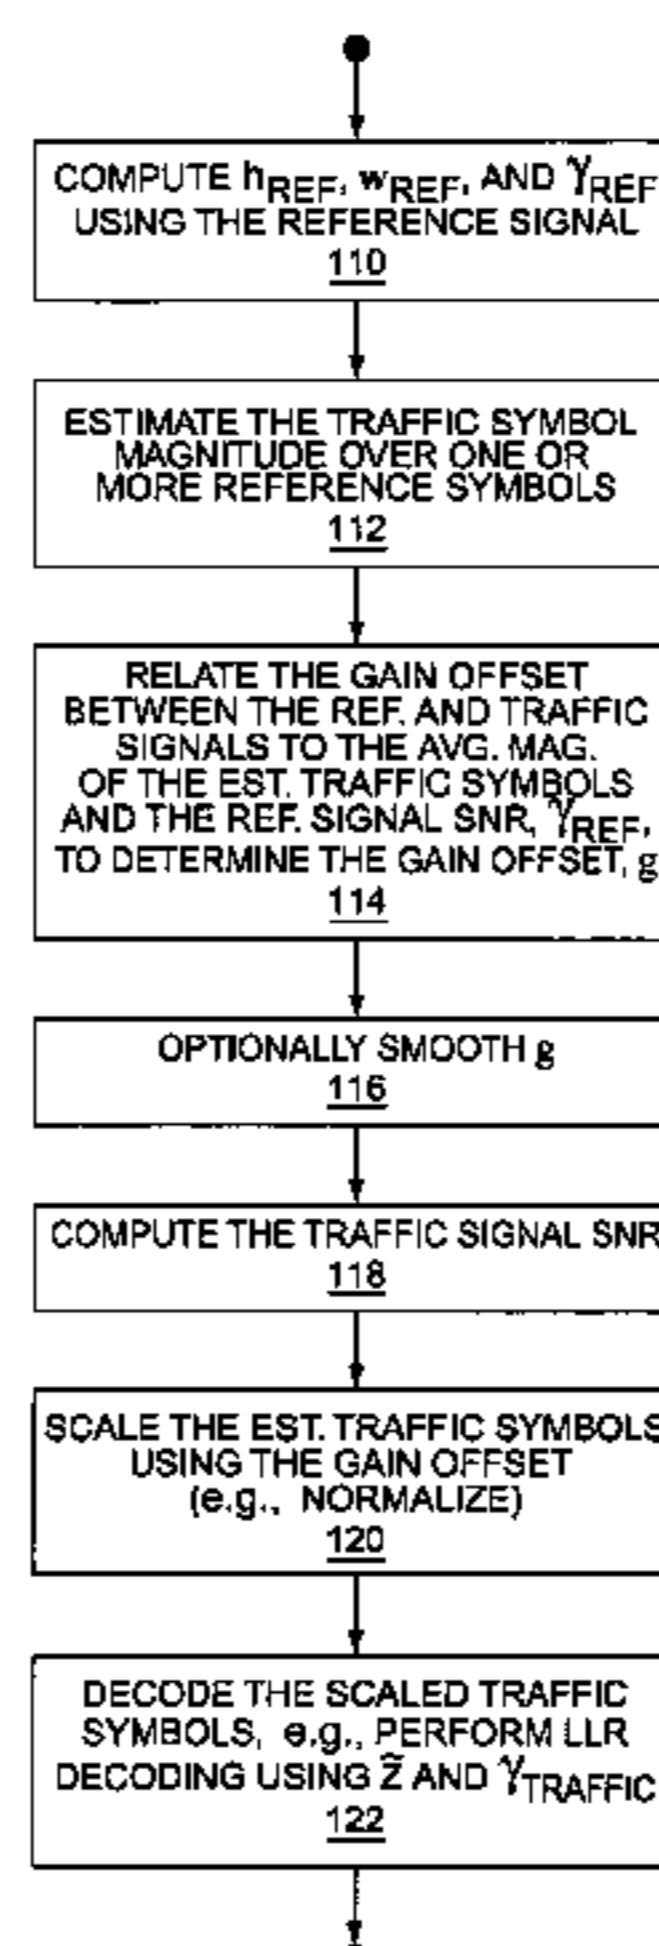 COMPUTE hREF, wREF, AND γREF
USING THE REFERENCE SIGNAL
110
ESTIMATE THE TRAFFIC SYMBOL
MAGNITUDE OVER ONE OR
MORE REFERENCE SYMBOLS
112
RELATE THE GAIN OFFSET
BETWEEN THE REF. AND TRAFFIC
SIGNALS TO THE AVG. MAG.
OF THE EST. TRAFFIC SYMBOLS
AND THE REF. SIGNAL SNR, γREF,
TO DETERMINE THE GAIN OFFSET, g
114
OPTIONALLY SMOOTH g
116
COMPUTE THE TRAFFIC SIGNAL SNR
118
SCALE THE EST. TRAFFIC SYMBOLS
USING THE GAIN OFFSET
(e.g., NORMALIZE)
120
DECODE THE SCALED TRAFFIC
SYMBOLS, e.g., PERFORM LLR
DECODING USING z̃ AND γTRAFFIC
122